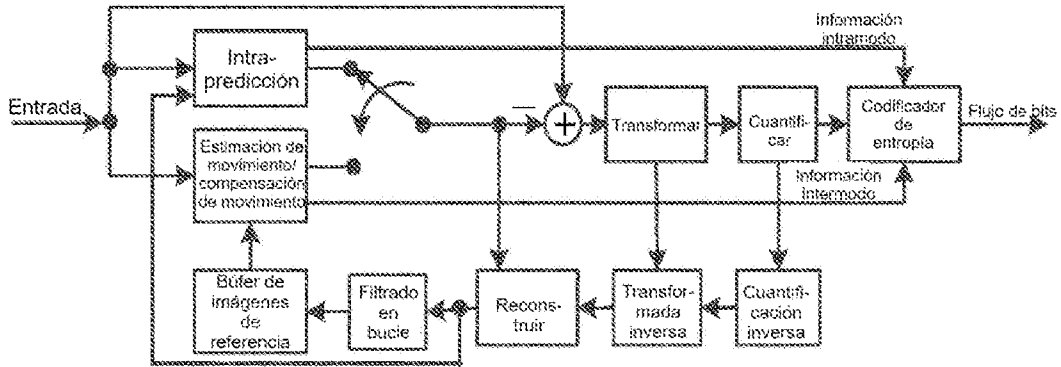 Entrada
Intra-
predicción
Estimación de
movimiento/
compensación
de movimiento
Información
intramodo
+
Transformar
Cuantifi-
car
Codificador
de
entropía
Flujo de bits
Información
Intermodo
Búfer de
imágenes
de
referencia
Filtrado
en
bucle
Recons-
truir
Transfor-
mada
inversa
Cuantifi-
cación
inversa